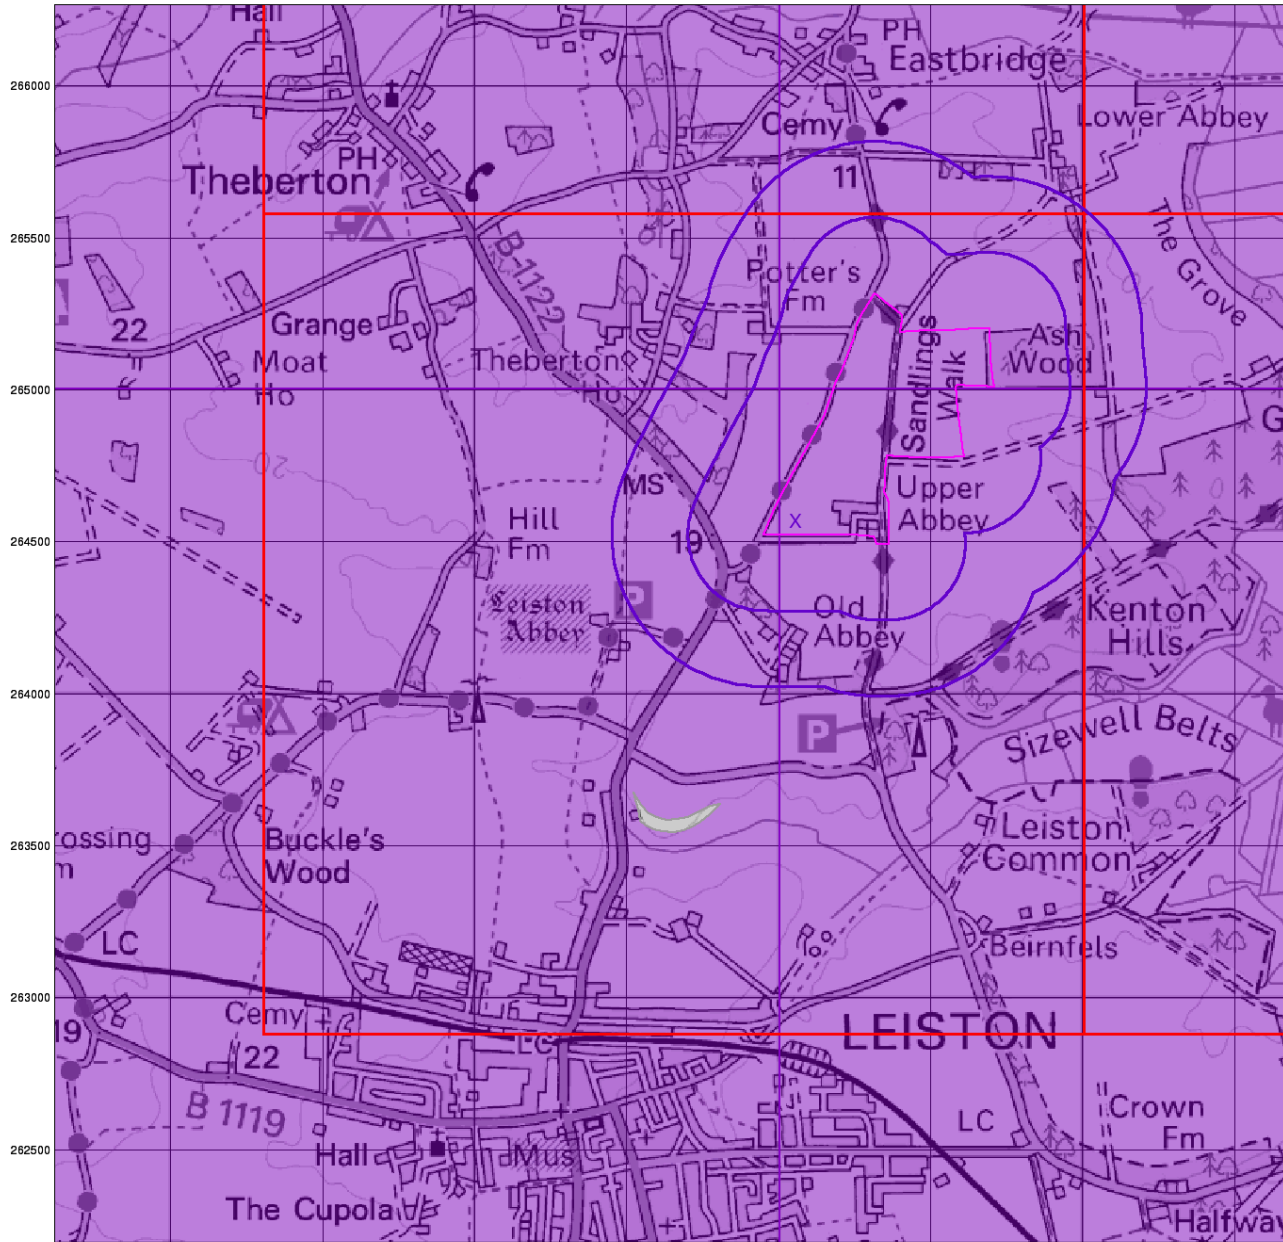 Hall
PH
Eastbridge
266000
Cemy
Lower Abbey
PH
Theberton
11
265500
B 1122
The Grove
Potter's
Fm
22
Grange
Moat
Ho
Theberton
Ho
Sandlings
Walk
Ash
Wood
265000
20
G
MS
Upper
Abbey
x
Hill
Fm
19
264500
Leiston
Abbey
P
Old
Abbey
Kenton
Hills
264000
P
Sizewell Belts
rossing
m
Buckle's
Wood
Leiston
Common
263500
LC
Beirnfels
263000
Cemy
19
22
LC
LEISTON
B 1119
LC
Crown
Fm
262500
Hall
Mus
The Cupola
Halfway